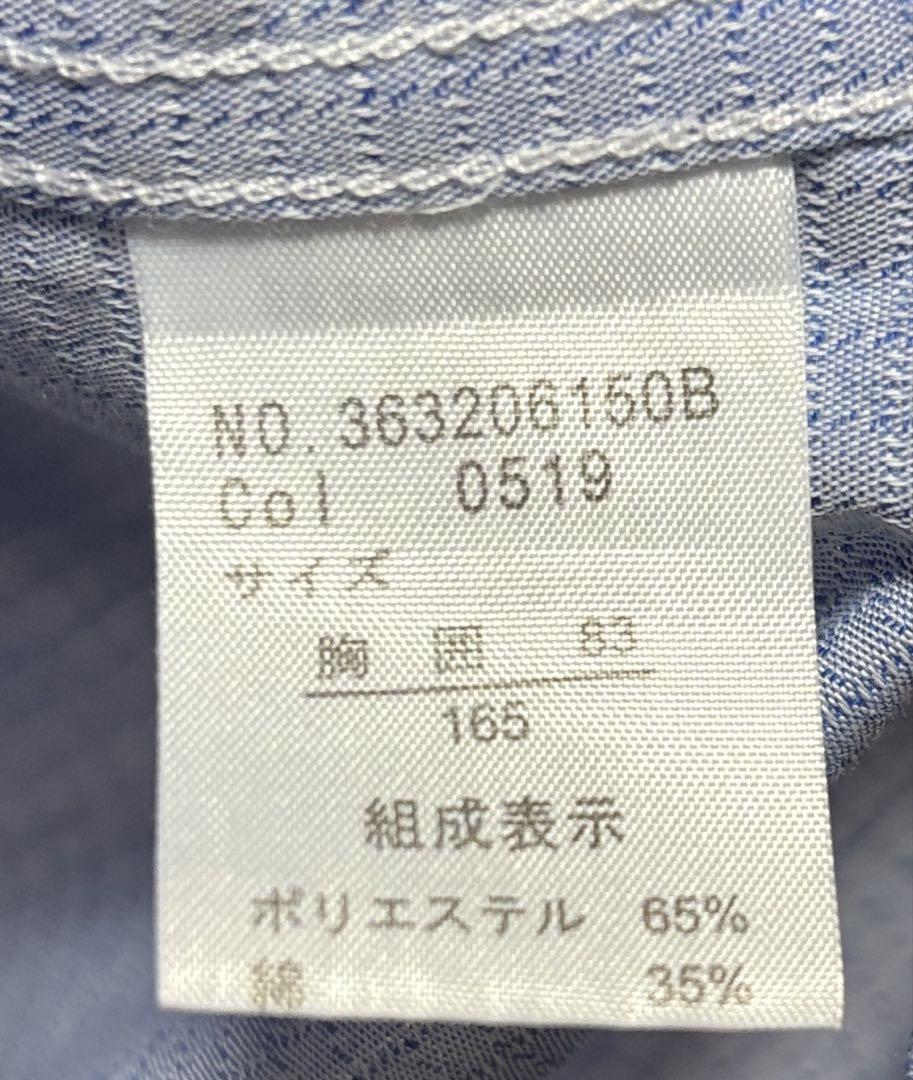 NO.363206150B
Col 0519
サイズ
胸 囲 83
165
組成表示
ポリエステル 65%
綿 35%